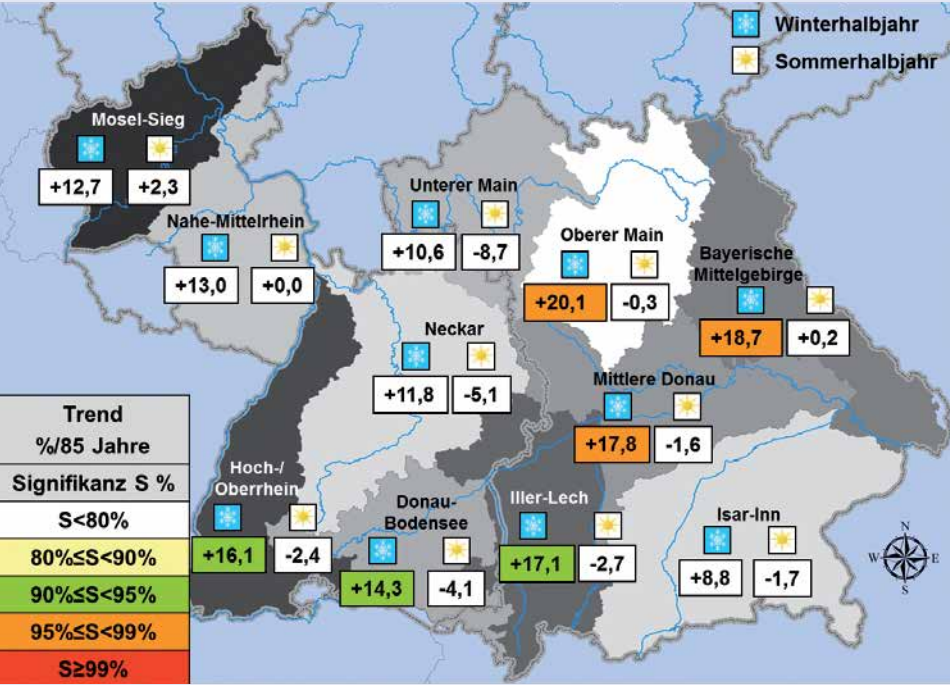 Winterhalbjahr
Sommerhalbjahr
Mosel-Sieg
+12,7 +2,3
Nahe-Mittelrhein
+13,0 +0,0
Unterer Main
+10,6 -8,7
Oberer Main
+20,1 -0,3
Bayerische
Mittelgebirge
+18,7 +0,2
Neckar
+11,8 -5,1
Mittlere Donau
+17,8 -1,6
Hoch-/
Oberrhein
+16,1 -2,4
Donau-
Bodensee
+14,3 -4,1
Iller-Lech
+17,1 -2,7
Isar-Inn
+8,8 -1,7
Trend
%/85 Jahre
Signifikanz S %
S<80%
80%≤S<90%
90%≤S<95%
95%≤S<99%
S≥99%
N
W E
S